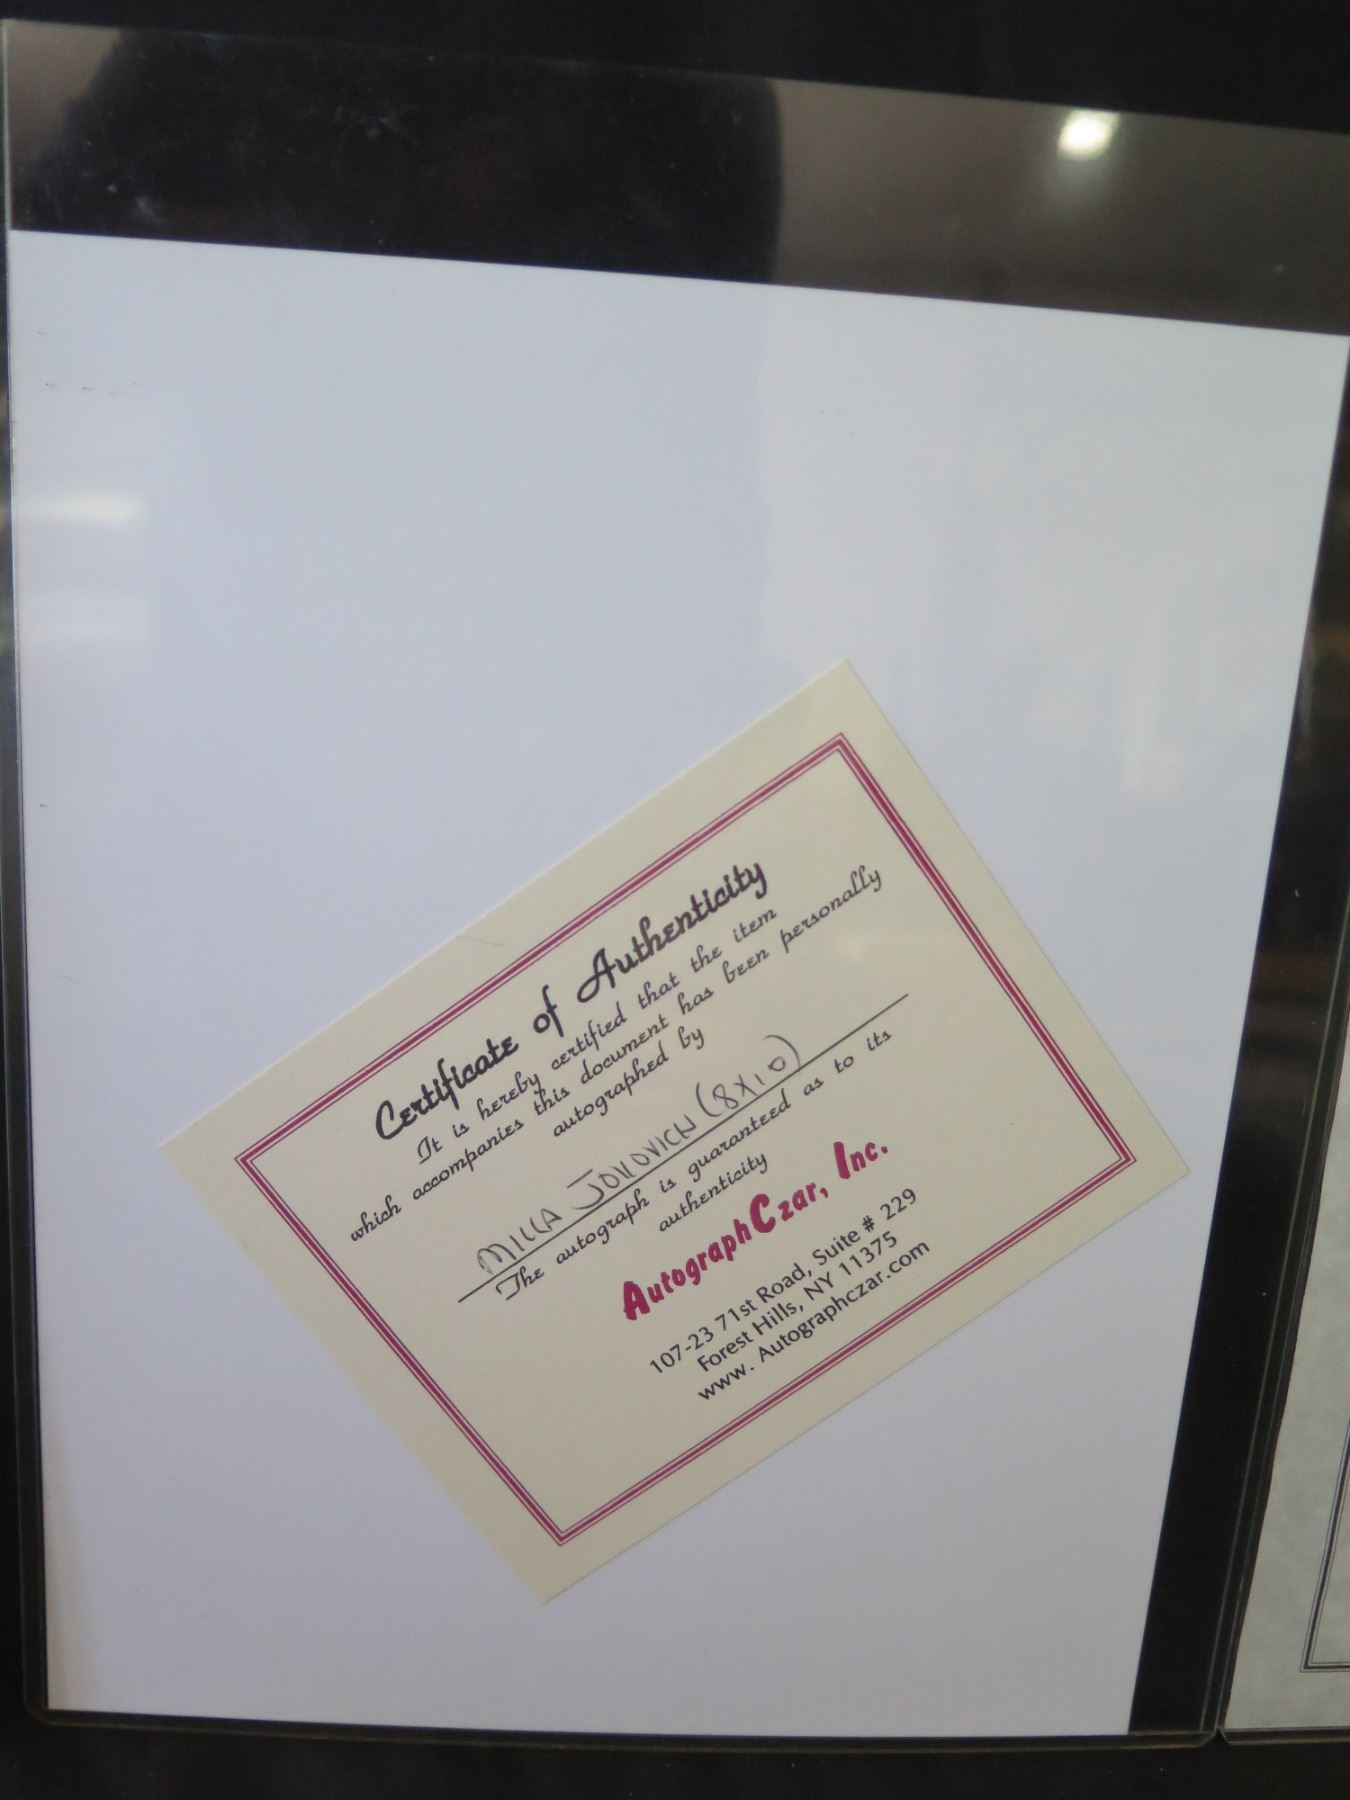 Certificate of Authenticity
It is hereby certified that the item
which accompanies this document has been personally
autographed by
MILLA JOVOVICH (8X10)
The autograph is guaranteed as to its
authenticity
AutographCzar, Inc.
107-23 71st Road, Suite # 229
Forest Hills, NY 11375
www. Autographczar.com